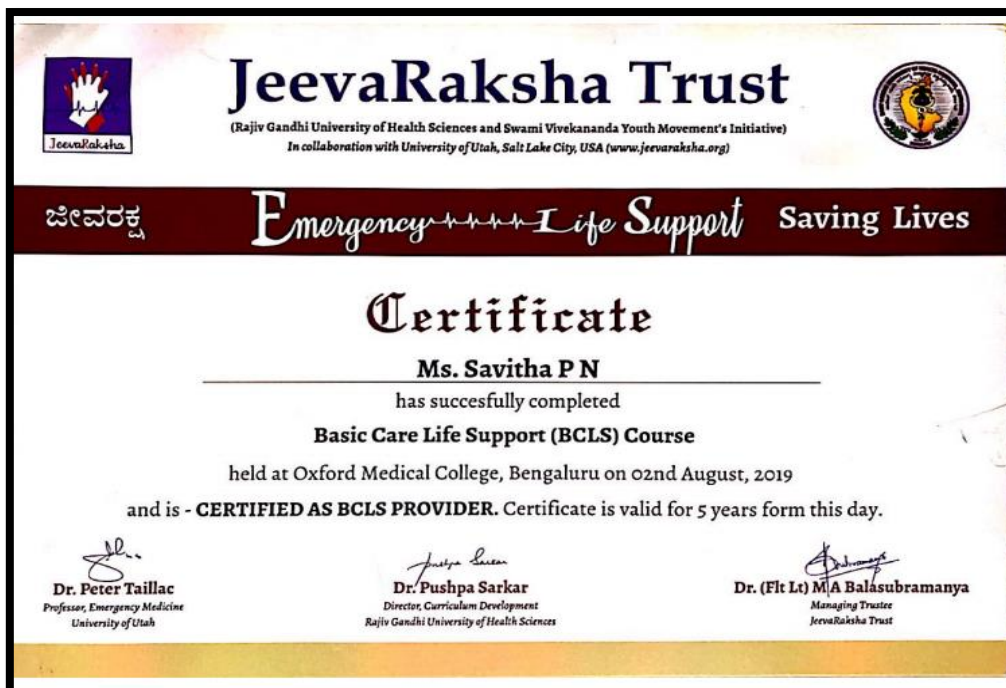 JeevaRaksha
JeevaRaksha Trust
(Rajiv Gandhi University of Health Sciences and Swami Vivekananda Youth Movement's Initiative)
In collaboration with University of Utah, Salt Lake City, USA (www.jeevaraksha.org)
ಜೀವರಕ್ಷ Emergency Life Support Saving Lives
Certificate
Ms. Savitha P N
has succesfully completed
Basic Care Life Support (BCLS) Course
held at Oxford Medical College, Bengaluru on 02nd August, 2019
and is - CERTIFIED AS BCLS PROVIDER. Certificate is valid for 5 years form this day.
Dr. Peter Taillac
Professor, Emergency Medicine
University of Utah
Dr. Pushpa Sarkar
Director, Curriculum Development
Rajiv Gandhi University of Health Sciences
Dr. (Flt Lt) M A Balasubramanya
Managing Trustee
JeevaRaksha Trust